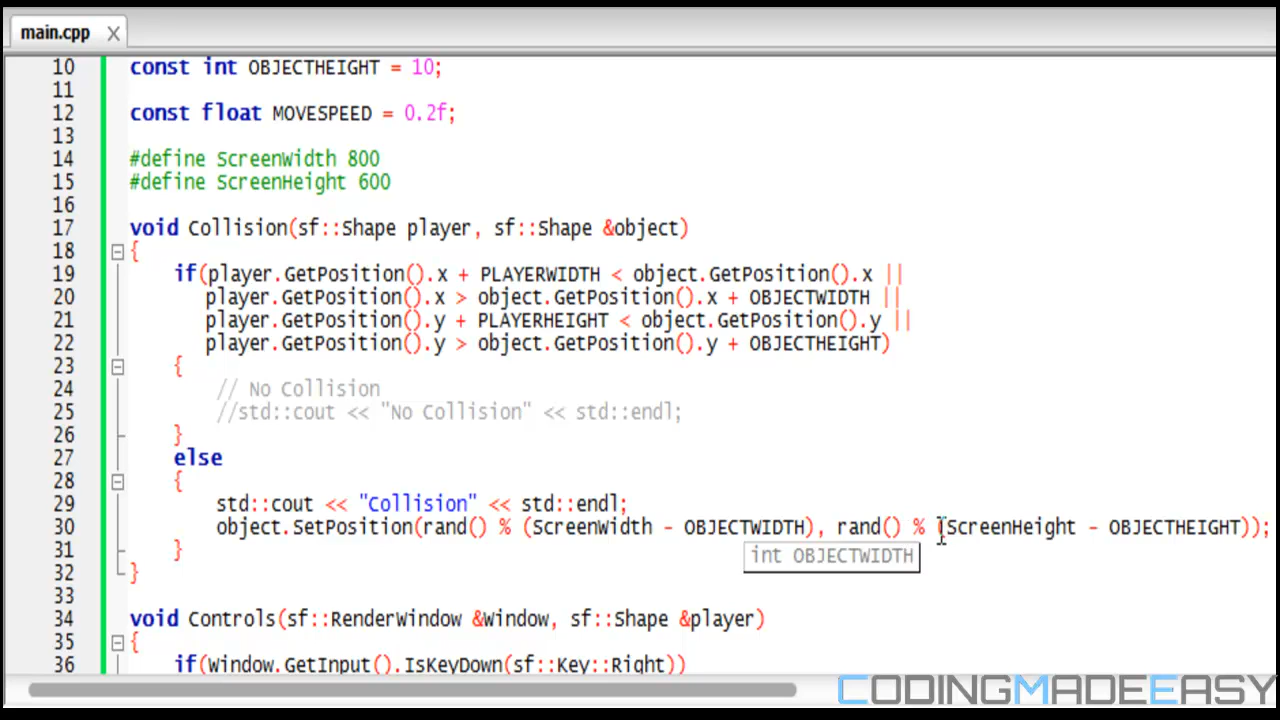 main.cpp X
10 const int OBJECTHEIGHT = 10;
11
12 const float MOVESPEED = 0.2f;
13
14 #define ScreenWidth 800
15 #define ScreenHeight 600
16
17 void Collision(sf::Shape player, sf::Shape &object)
18 {
19 if(player.GetPosition().x + PLAYERWIDTH < object.GetPosition().x ||
20 player.GetPosition().x > object.GetPosition().x + OBJECTWIDTH ||
21 player.GetPosition().y + PLAYERHEIGHT < object.GetPosition().y ||
22 player.GetPosition().y > object.GetPosition().y + OBJECTHEIGHT)
23 {
24 // No Collision
25 //std::cout << "No Collision" << std::endl;
26 }
27 else
28 {
29 std::cout << "Collision" << std::endl;
30 object.SetPosition(rand() % (ScreenWidth - OBJECTWIDTH), rand() % (ScreenHeight - OBJECTHEIGHT));
int OBJECTWIDTH
31 }
32 }
33
34 void Controls(sf::RenderWindow &Window, sf::Shape &player)
35 {
36 if(Window.GetInput().IsKeyDown(sf::Key::Right))
CODINGMADEEASY